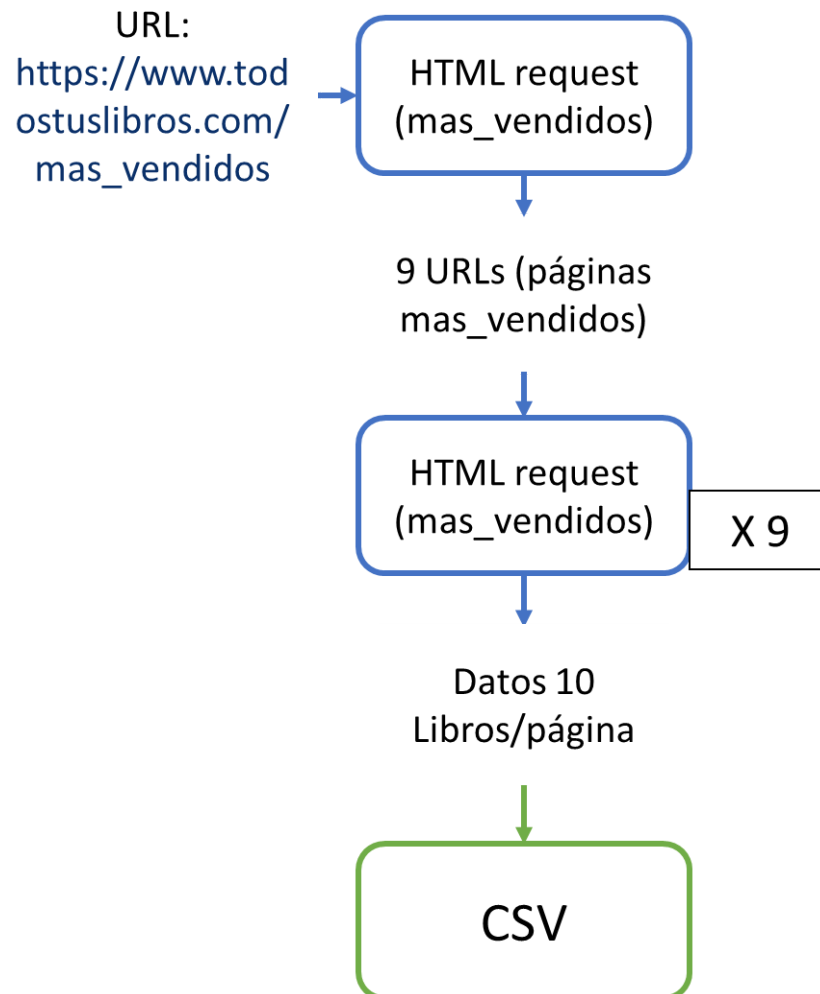 URL:
https://www.tod
ostuslibros.com/
mas_vendidos
HTML request
(mas_vendidos)
9 URLs (páginas
mas_vendidos)
HTML request
(mas_vendidos)
X 9
Datos 10
Libros/página
CSV